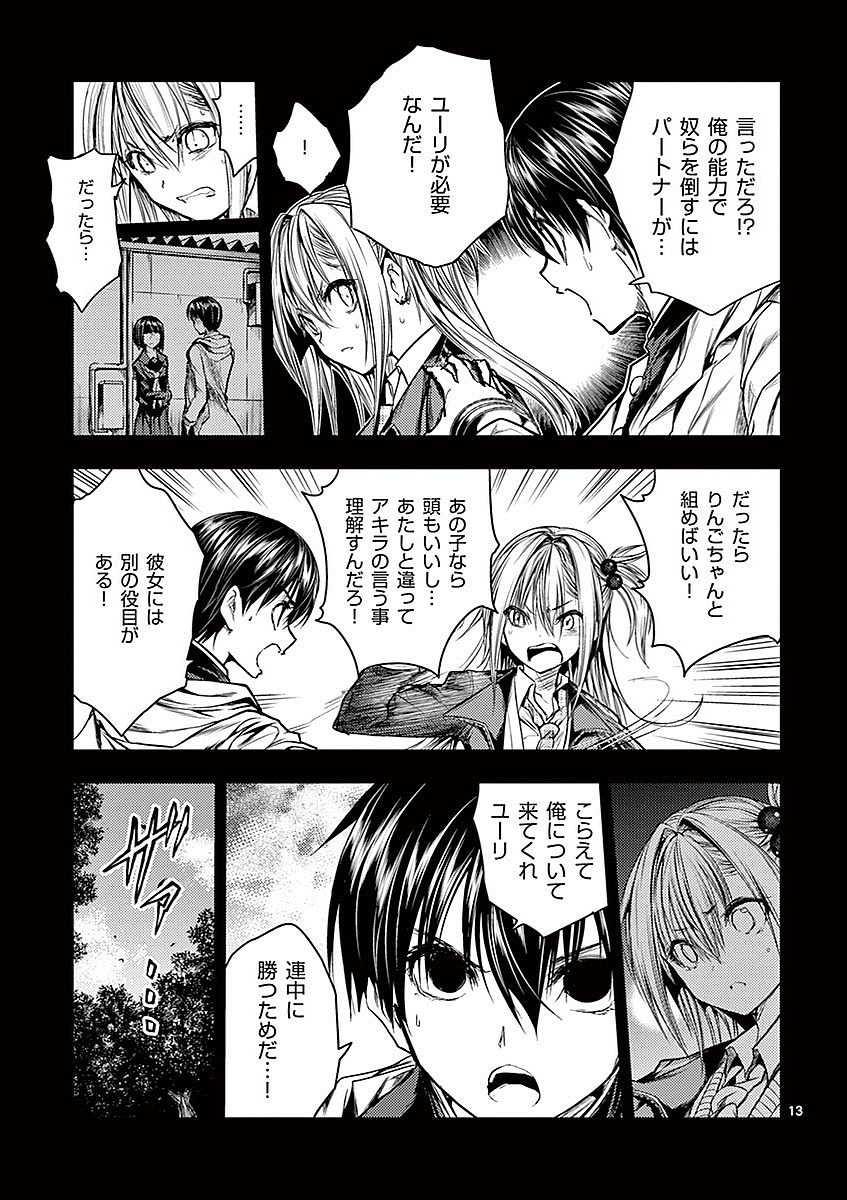 言っただろ!?
俺の能力で
奴らを倒すには
パートナーが…
ユーリが必要
なんだ！
！
……
だったら…
だったら
りんごちゃんと
組めばいい！
あの子なら
頭もいいし…
あたしと違って
アキラの言う事
理解すんだろ！
彼女には
別の役目が
ある！
こらえて
俺について
来てくれ
ユーリ
連中に
勝つためだ…！
ザァ
13